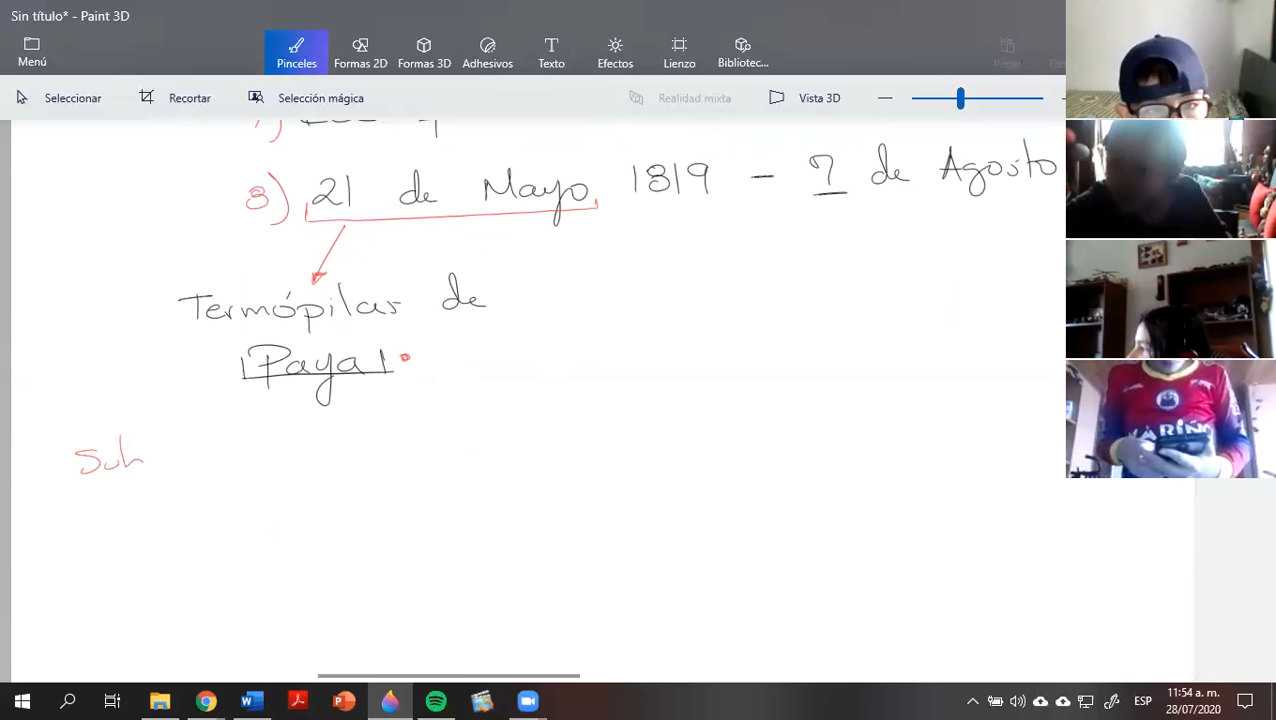 Sin título* - Paint 3D
Menú
Pinceles
Formas 2D
Formas 3D
Adhesivos
Texto
Efectos
Lienzo
Bibliotec...
Seleccionar
Recortar
Selección mágica
Realidad mixta
Vista 3D
3) 21 de Mayo 1819 - 7 de Agosto
Termópilas de
Paya
Sub
ESP
11:54 a. m.
28/07/2020